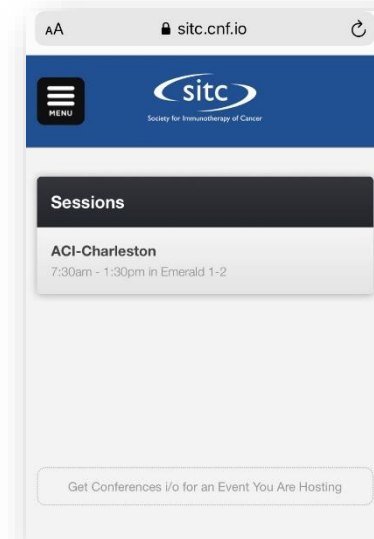 AA
sitc.cnf.io
MENU
sitc
Society for Immunotherapy of Cancer
Sessions
ACI-Charleston
7:30am - 1:30pm in Emerald 1-2
Get Conferences i/o for an Event You Are Hosting